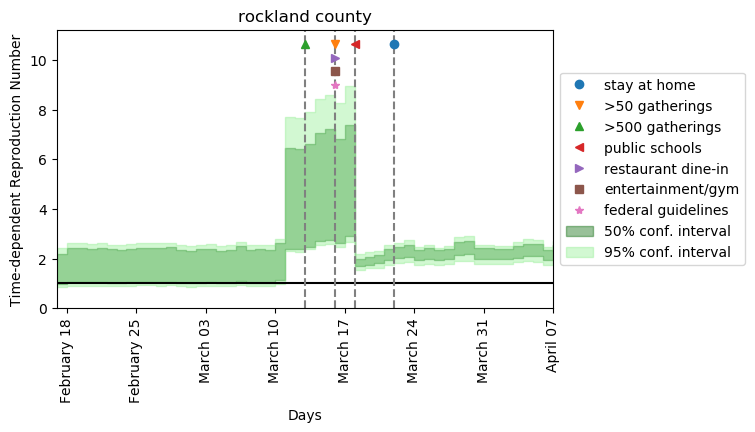 rockland county
Time-dependent Reproduction Number
10
8
6
4
2
0
February 18
February 25
March 03
March 10
March 17
March 24
March 31
April 07
Days
stay at home
>50 gatherings
>500 gatherings
public schools
restaurant dine-in
entertainment/gym
federal guidelines
50% conf. interval
95% conf. interval